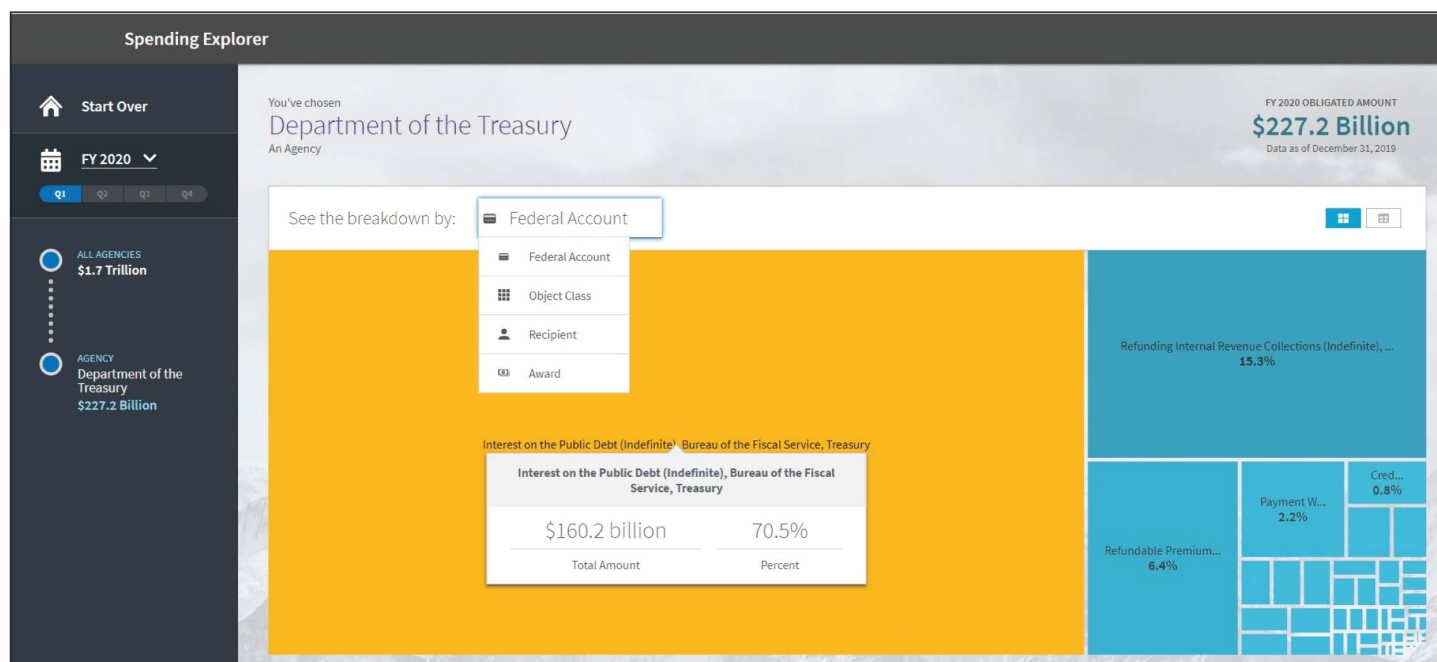 Spending Explorer
Start Over
FY 2020
Q1 Q2 Q3 Q4
ALL AGENCIES
$1.7 Trillion
AGENCY
Department of the
Treasury
$227.2 Billion
You've chosen
Department of the Treasury
An Agency
FY 2020 OBLIGATED AMOUNT
$227.2 Billion
Data as of December 31, 2019
See the breakdown by:
Federal Account
Federal Account
Object Class
Recipient
Award
Interest on the Public Debt (Indefinite), Bureau of the Fiscal Service, Treasury
Interest on the Public Debt (Indefinite), Bureau of the Fiscal
Service, Treasury
$160.2 billion 70.5%
Total Amount Percent
Refunding Internal Revenue Collections (Indefinite), ...
15.3%
Refundable Premium...
6.4%
Payment W...
2.2%
Cred...
0.8%